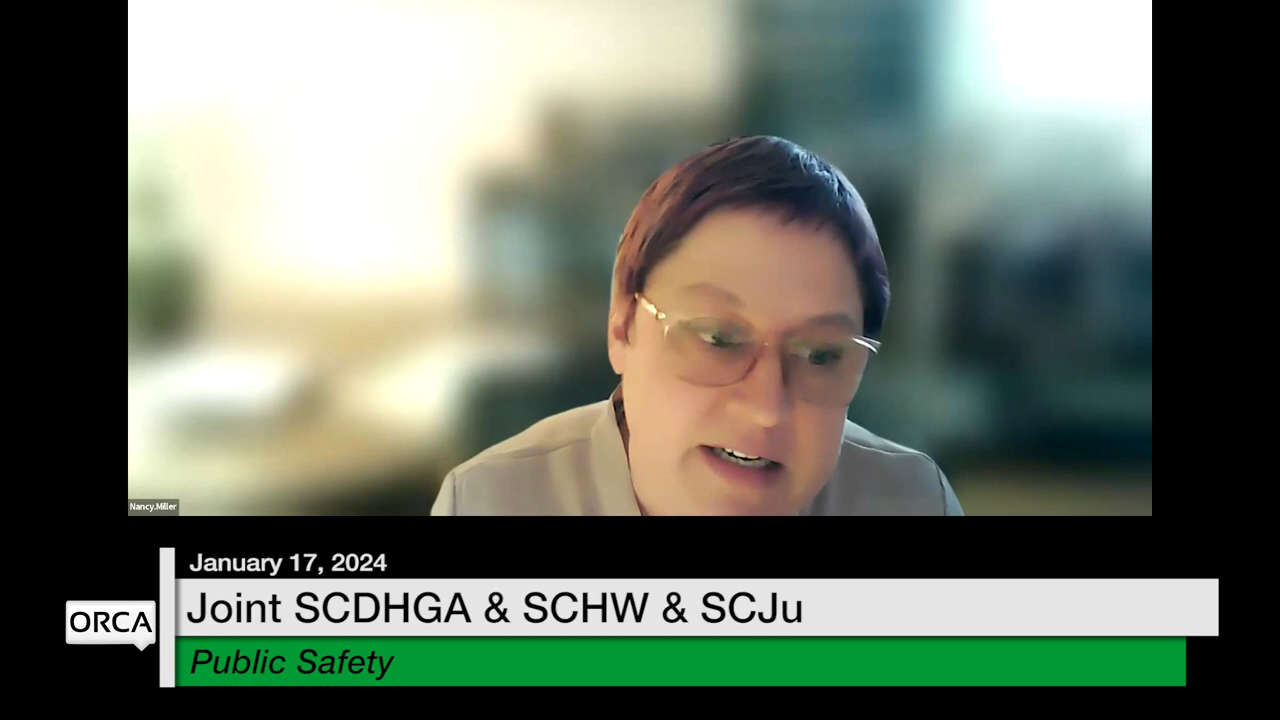 Nancy.Miller
January 17, 2024
Joint SCDHGA & SCHW & SCJu
ORCA
Public Safety